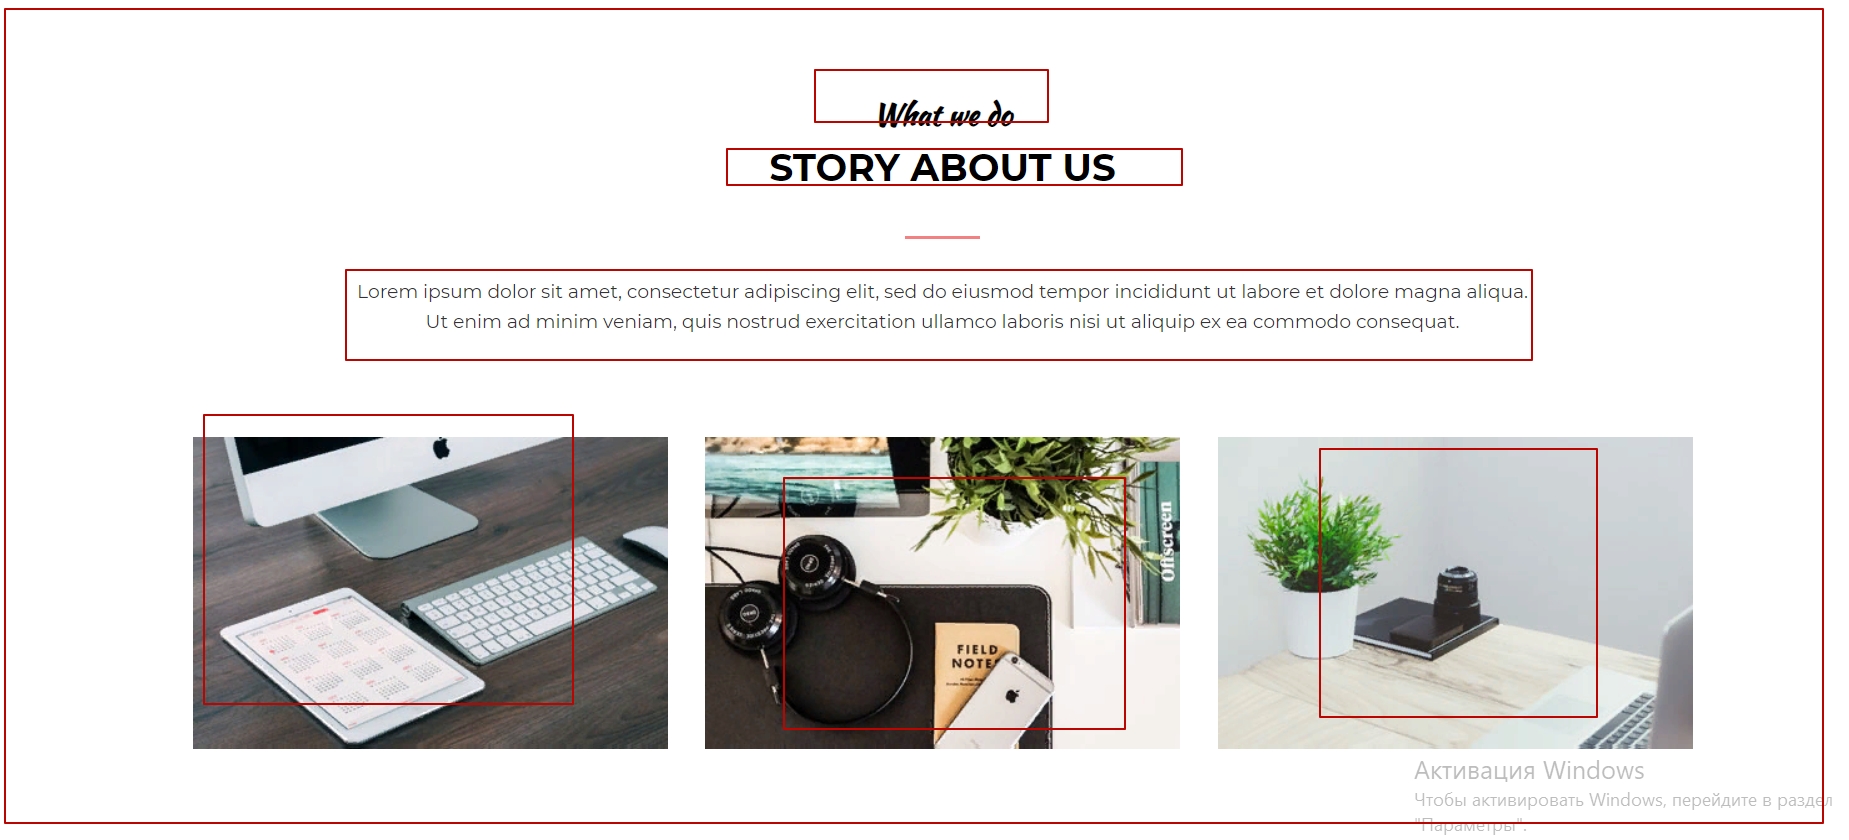 What we do
STORY ABOUT US
Lorem ipsum dolor sit amet, consectetur adipiscing elit, sed do eiusmod tempor incididunt ut labore et dolore magna aliqua.
Ut enim ad minim veniam, quis nostrud exercitation ullamco laboris nisi ut aliquip ex ea commodo consequat.
Offscreen
FIELD
NOTES
Активация Windows
Чтобы активировать Windows, перейдите в раздел
"Параметры".